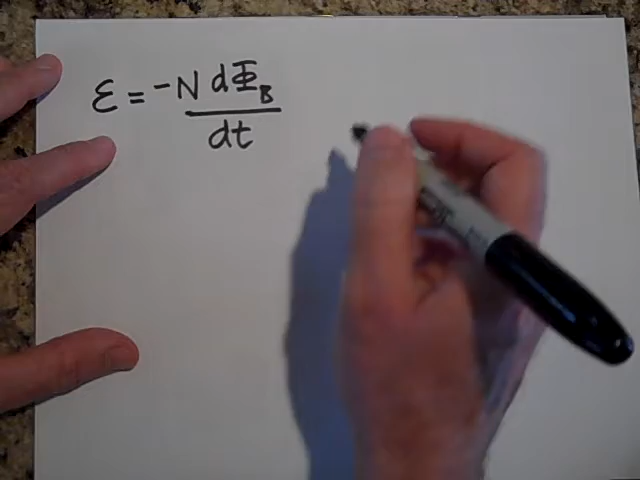 ε = -N dΦ_B
dt